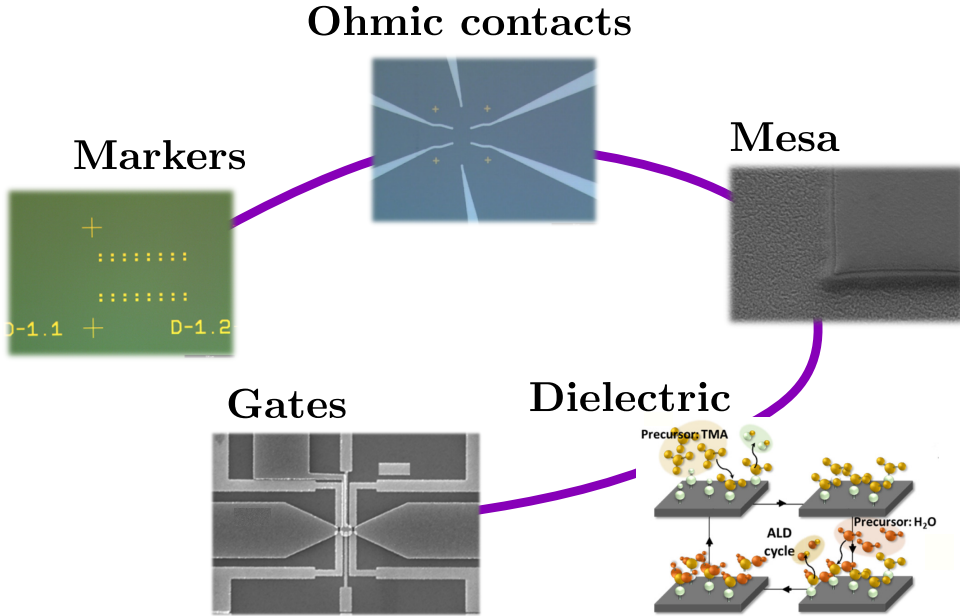 Ohmic contacts
Markers
Mesa
D-1.1
D-1.2
Gates
Dielectric
Precursor: TMA
Precursor: H₂O
ALD
cycle